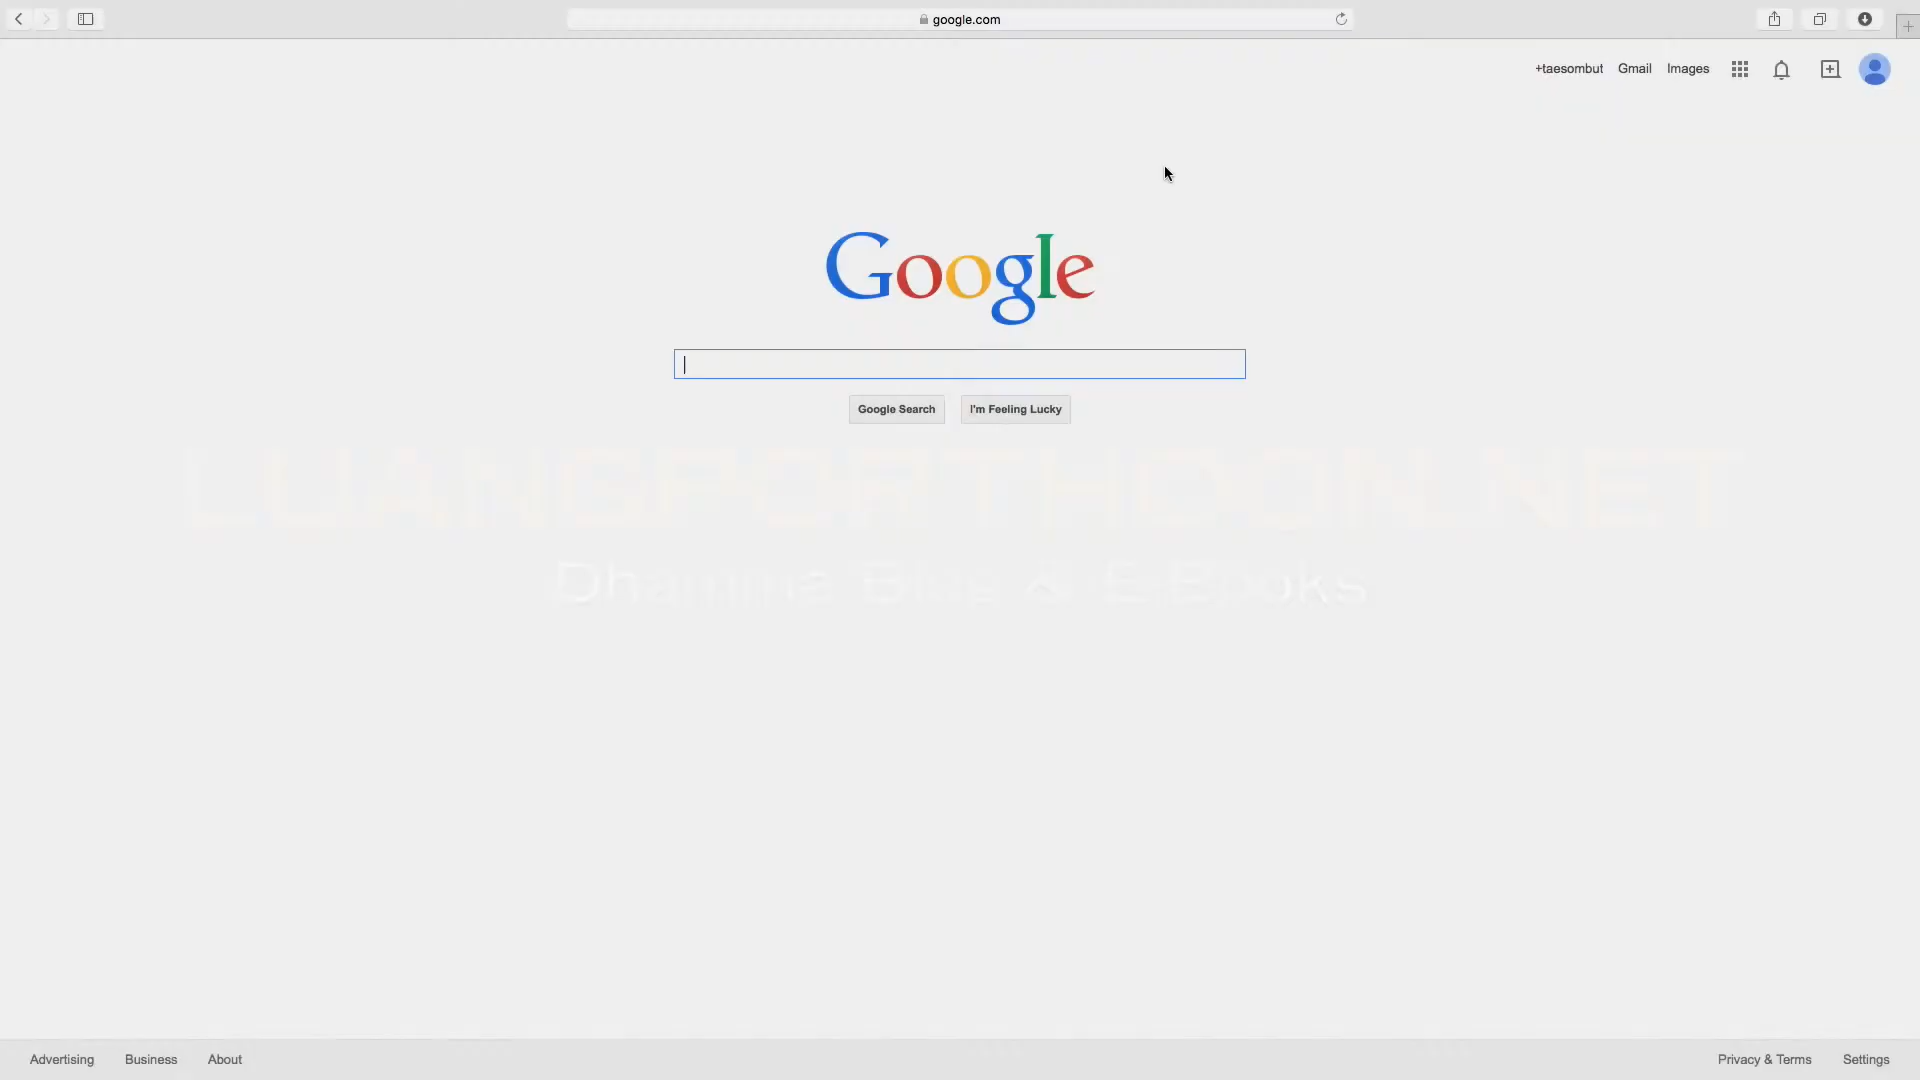 google.com
+taesombut Gmail Images
Google
Google Search I'm Feeling Lucky
LUANGPORTHOON.NET
Dhamma & E-Books
Advertising Business About Privacy & Terms Settings